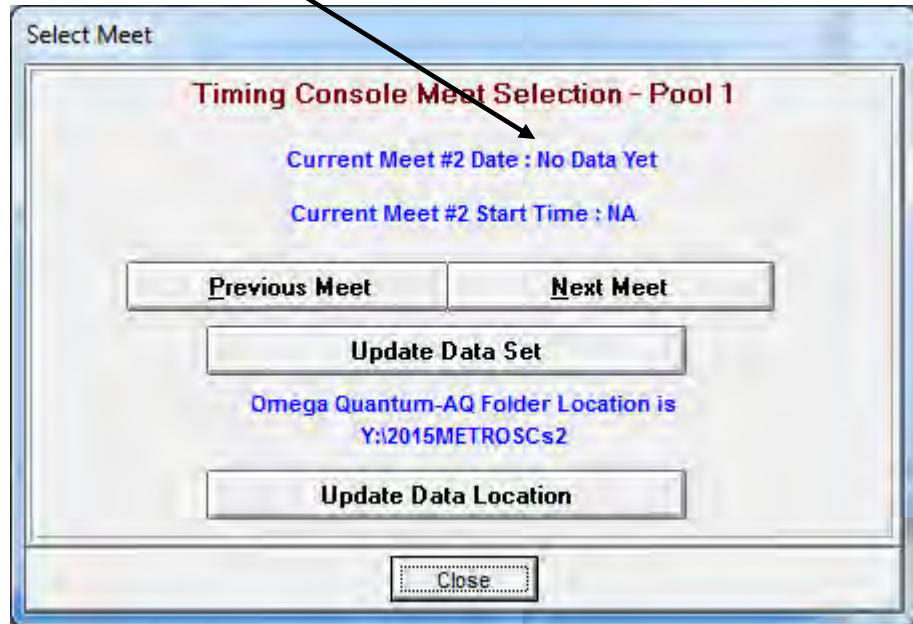 Select Meet
Timing Console Meet Selection - Pool 1
Current Meet #2 Date : No Data Yet
Current Meet #2 Start Time : NA
Previous Meet Next Meet
Update Data Set
Omega Quantum-AQ Folder Location is
Y:\2015METROSCs2
Update Data Location
Close